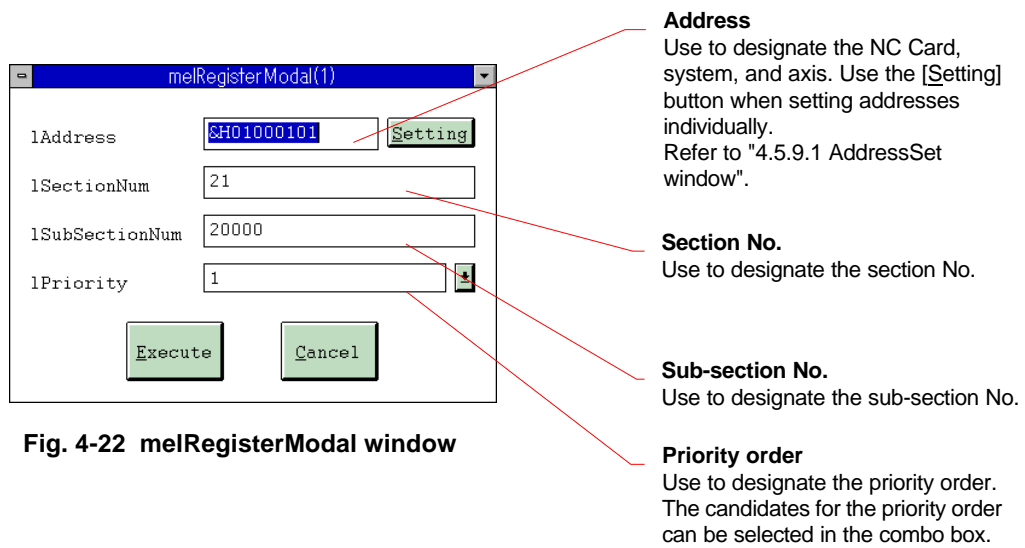 melRegisterModal(1)
lAddress
&H01000101
Setting
lSectionNum
21
lSubSectionNum
20000
lPriority
1
Execute
Cancel
Fig. 4-22 melRegisterModal window
Address
Use to designate the NC Card,
system, and axis. Use the [Setting]
button when setting addresses
individually.
Refer to "4.5.9.1 AddressSet
window".
Section No.
Use to designate the section No.
Sub-section No.
Use to designate the sub-section No.
Priority order
Use to designate the priority order.
The candidates for the priority order
can be selected in the combo box.